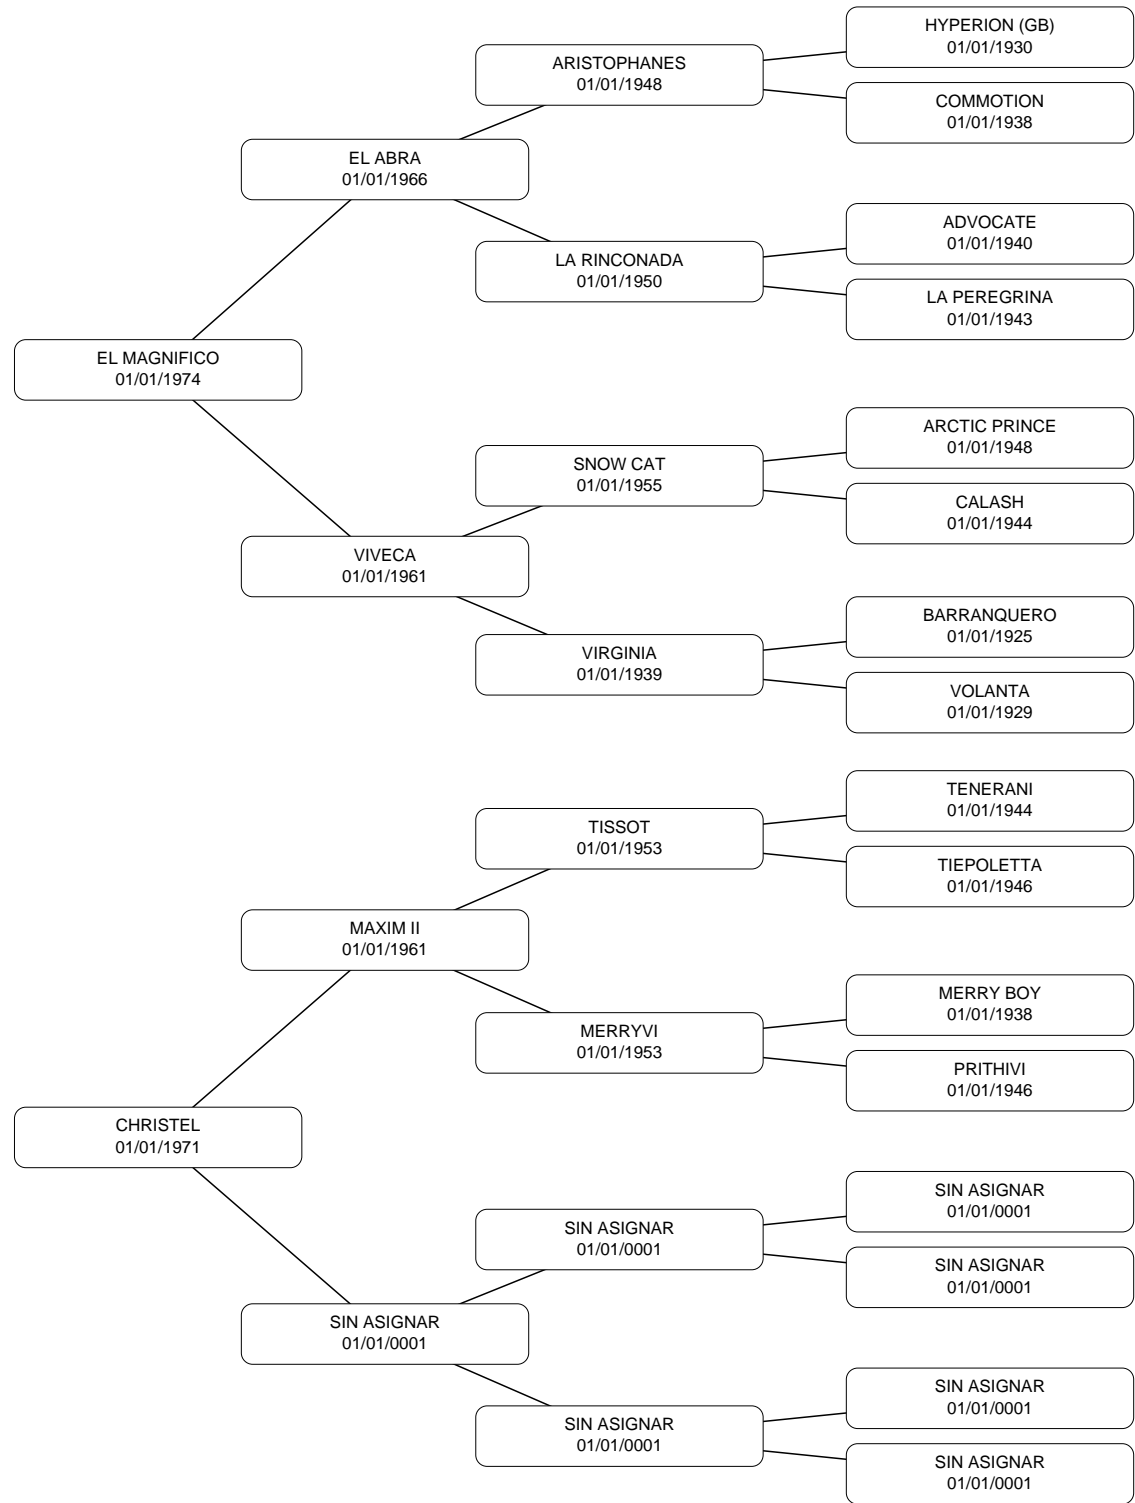 HYPERION (GB)
01/01/1930
ARISTOPHANES
01/01/1948
COMMOTION
01/01/1938
EL ABRA
01/01/1966
ADVOCATE
01/01/1940
LA RINCONADA
01/01/1950
LA PEREGRINA
01/01/1943
EL MAGNIFICO
01/01/1974
ARCTIC PRINCE
01/01/1948
SNOW CAT
01/01/1955
CALASH
01/01/1944
VIVECA
01/01/1961
BARRANQUERO
01/01/1925
VIRGINIA
01/01/1939
VOLANTA
01/01/1929
TENERANI
01/01/1944
TISSOT
01/01/1953
TIEPOLETTA
01/01/1946
MAXIM II
01/01/1961
MERRY BOY
01/01/1938
MERRYVI
01/01/1953
PRITHIVI
01/01/1946
CHRISTEL
01/01/1971
SIN ASIGNAR
01/01/0001
SIN ASIGNAR
01/01/0001
SIN ASIGNAR
01/01/0001
SIN ASIGNAR
01/01/0001
SIN ASIGNAR
01/01/0001
SIN ASIGNAR
01/01/0001
SIN ASIGNAR
01/01/0001